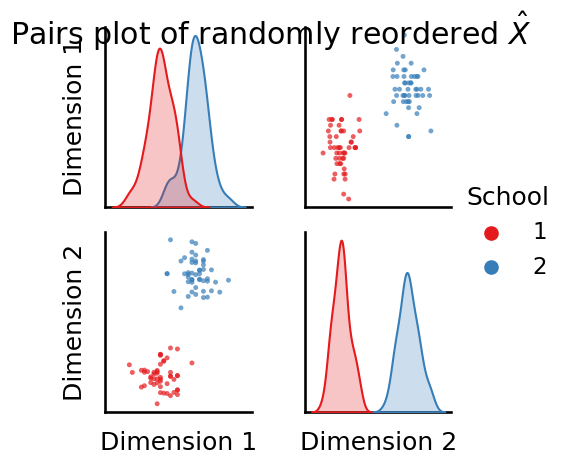 Pairs plot of randomly reordered X̂
Dimension 1
Dimension 2
Dimension 1
Dimension 2
School
1
2